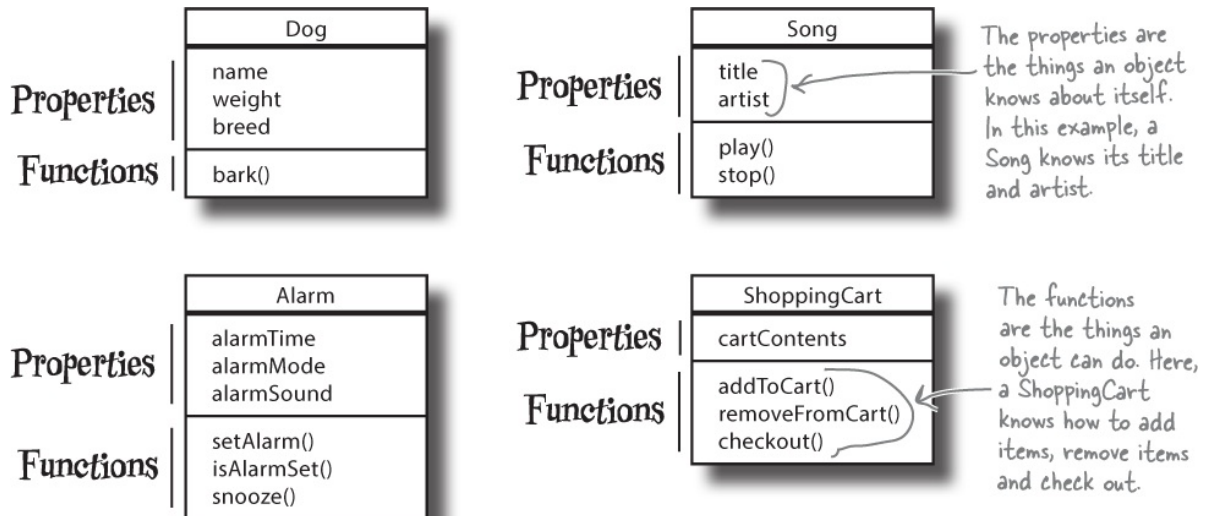 Dog
Properties
name
weight
breed
Functions
bark()
Song
Properties
title
artist
Functions
play()
stop()
The properties are
the things an object
knows about itself.
In this example, a
Song knows its title
and artist.
Alarm
Properties
alarmTime
alarmMode
alarmSound
Functions
setAlarm()
isAlarmSet()
snooze()
ShoppingCart
Properties
cartContents
Functions
addToCart()
removeFromCart()
checkout()
The functions
are the things an
object can do. Here,
a ShoppingCart
knows how to add
items, remove items
and check out.